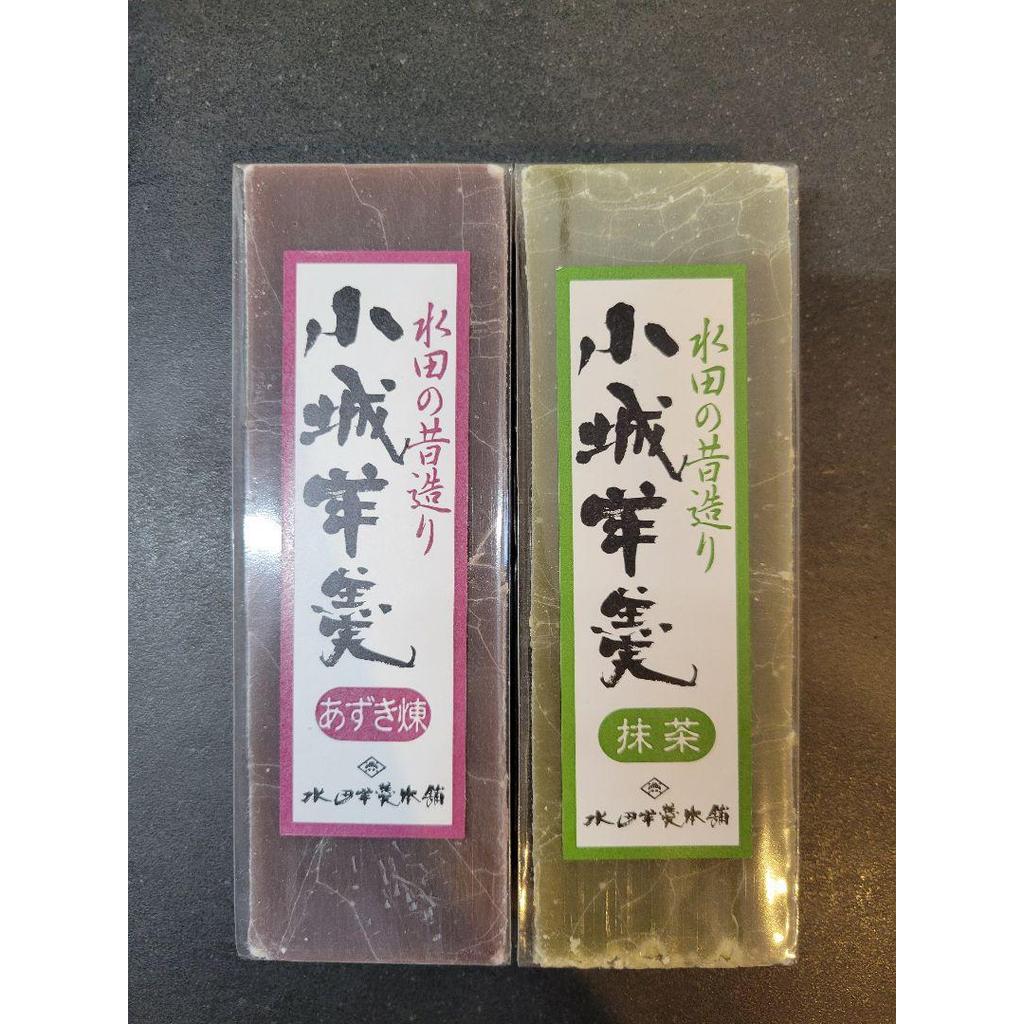 水田の昔造り
小城羊羹
あずき煉
水田羊羹本舗
水田の昔造り
小城羊羹
抹茶
水田羊羹本舗